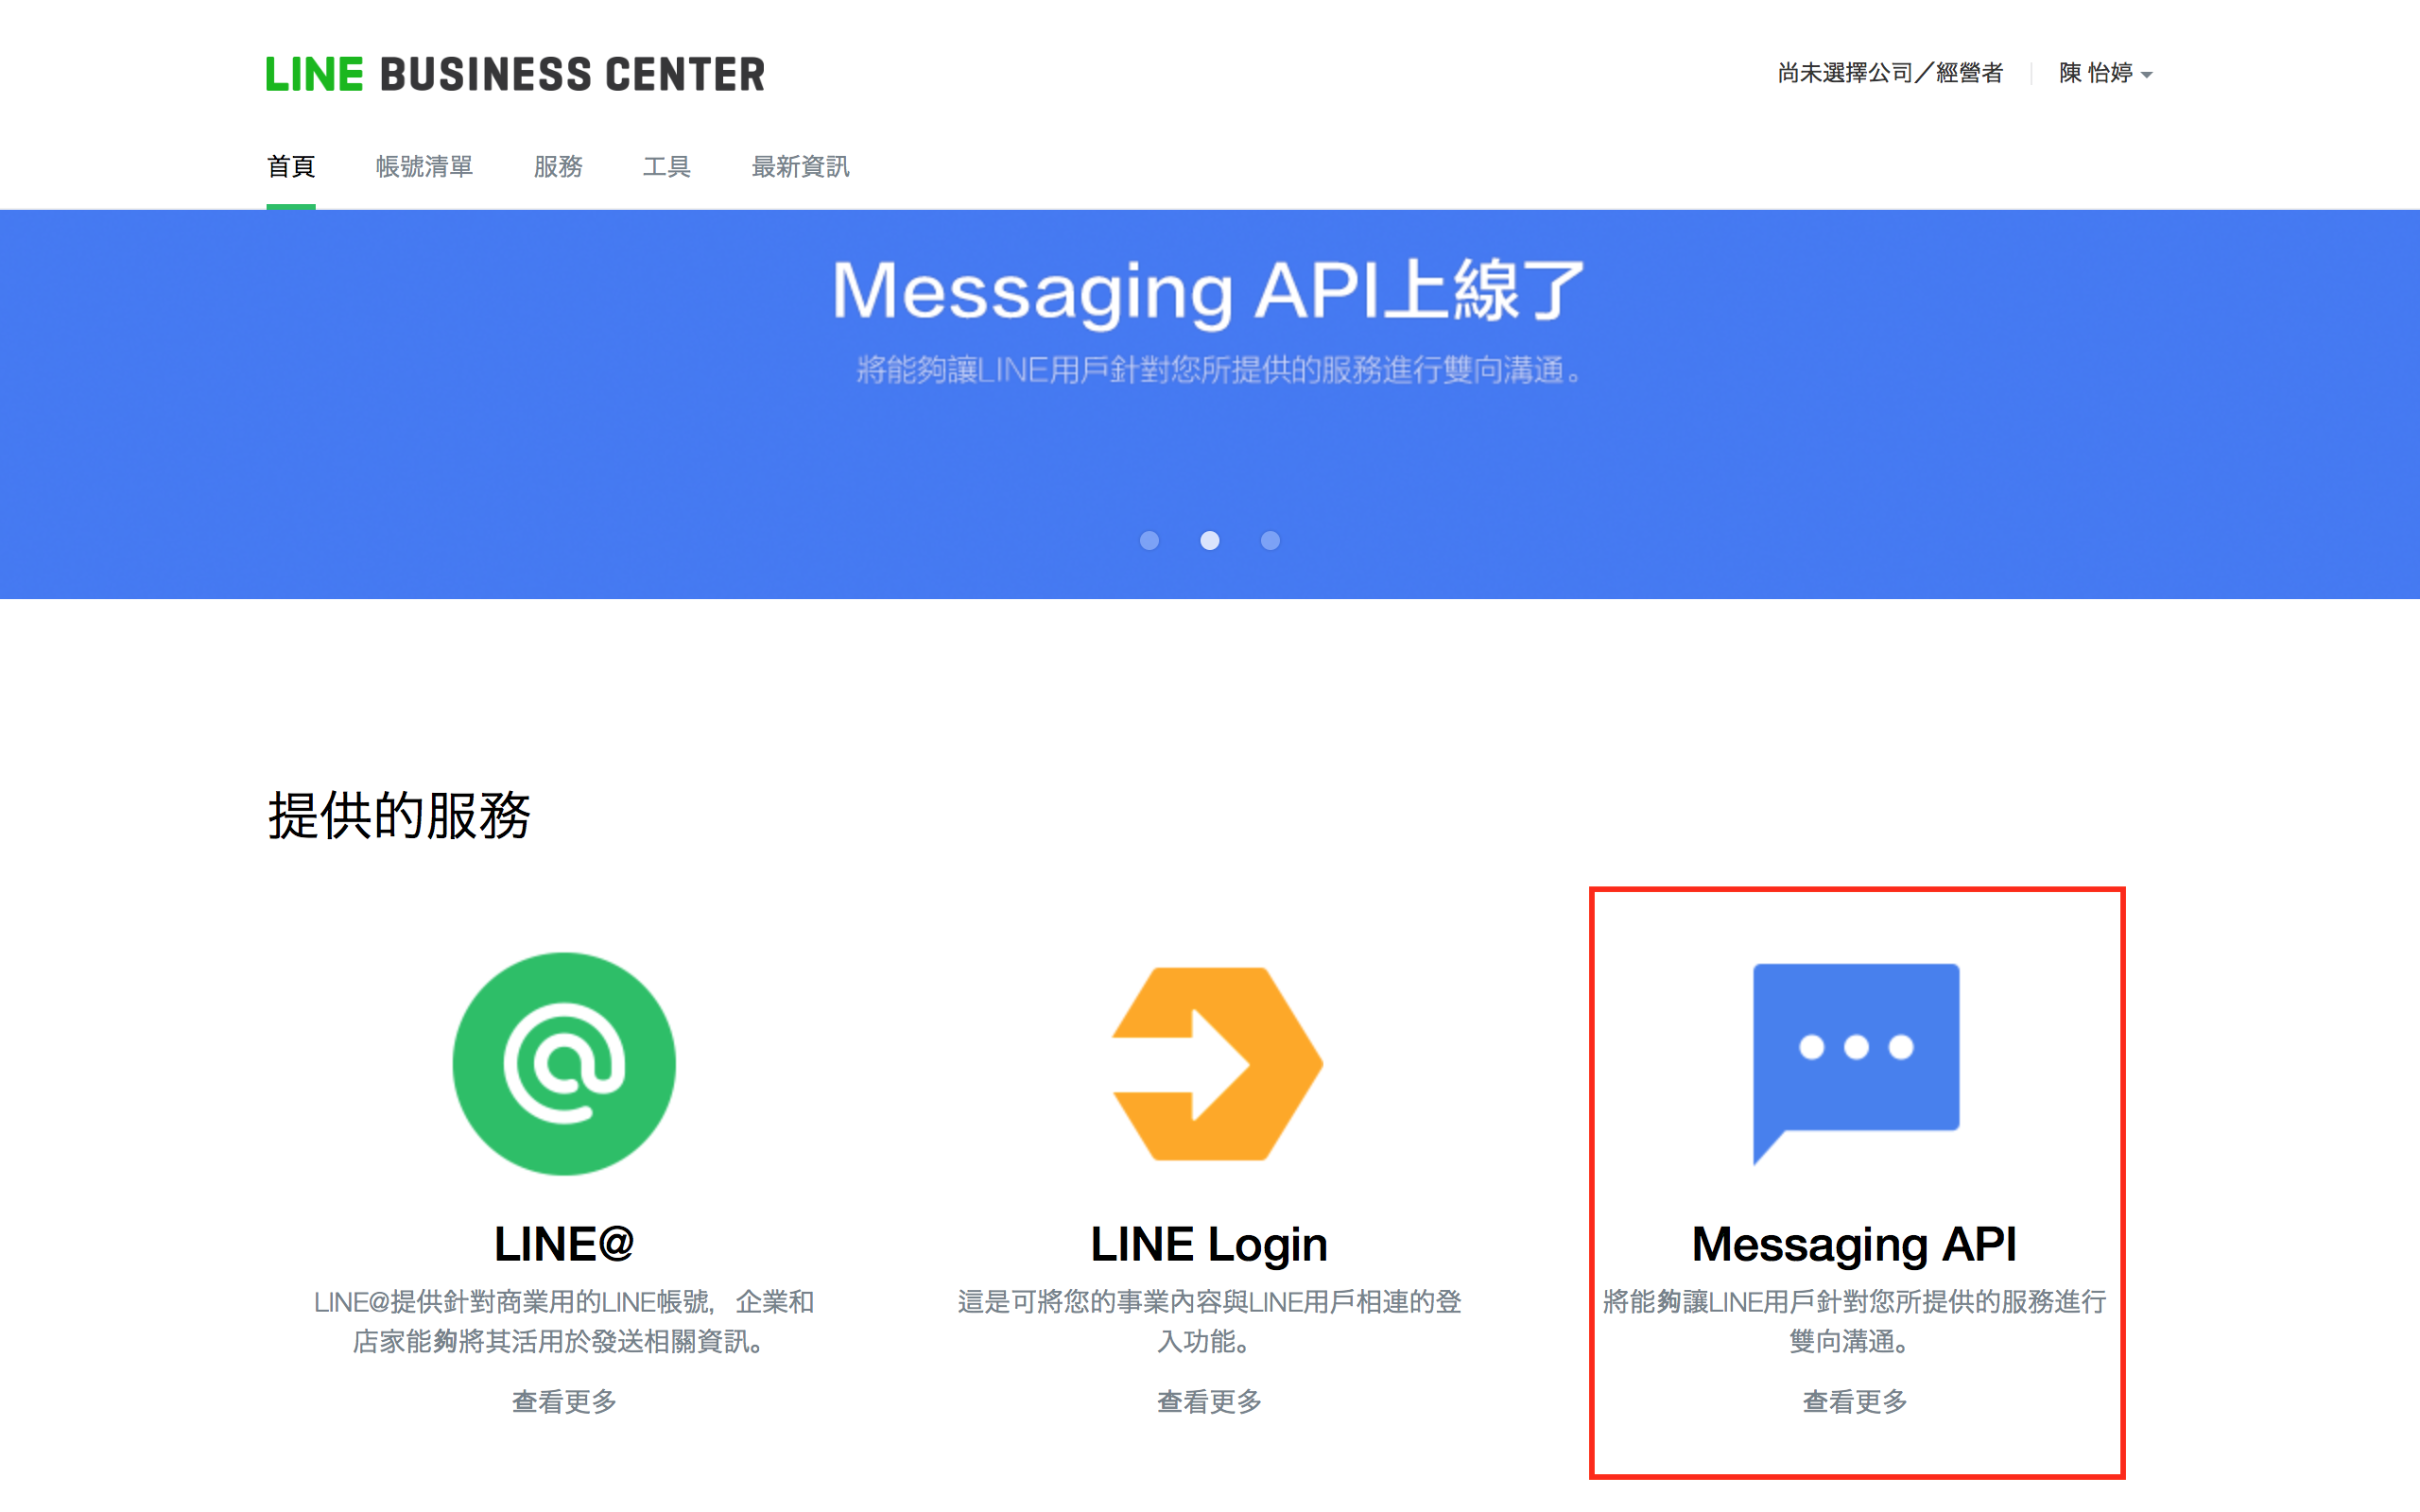 LINE BUSINESS CENTER
尚未選擇公司／經營者
陳 怡婷
首頁 帳號清單 服務 工具 最新資訊
Messaging API上線了
將能夠讓LINE用戶針對您所提供的服務進行雙向溝通。
提供的服務
LINE@
LINE@提供針對商業用的LINE帳號，企業和
店家能夠將其活用於發送相關資訊。
查看更多
LINE Login
這是可將您的事業內容與LINE用戶相連的登
入功能。
查看更多
Messaging API
將能夠讓LINE用戶針對您所提供的服務進行
雙向溝通。
查看更多